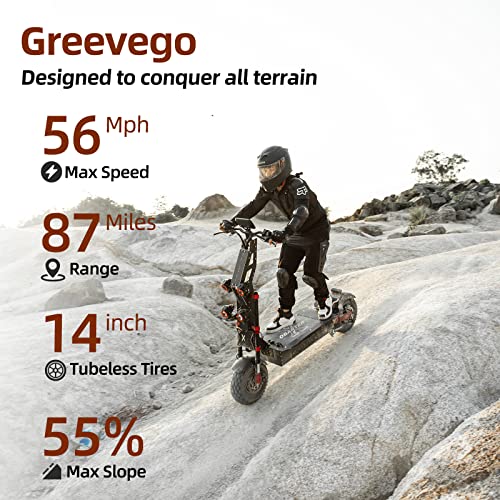 Greevego
Designed to conquer all terrain
56 Mph
Max Speed
87 Miles
Range
14 inch
Tubeless Tires
55%
Max Slope
FOX